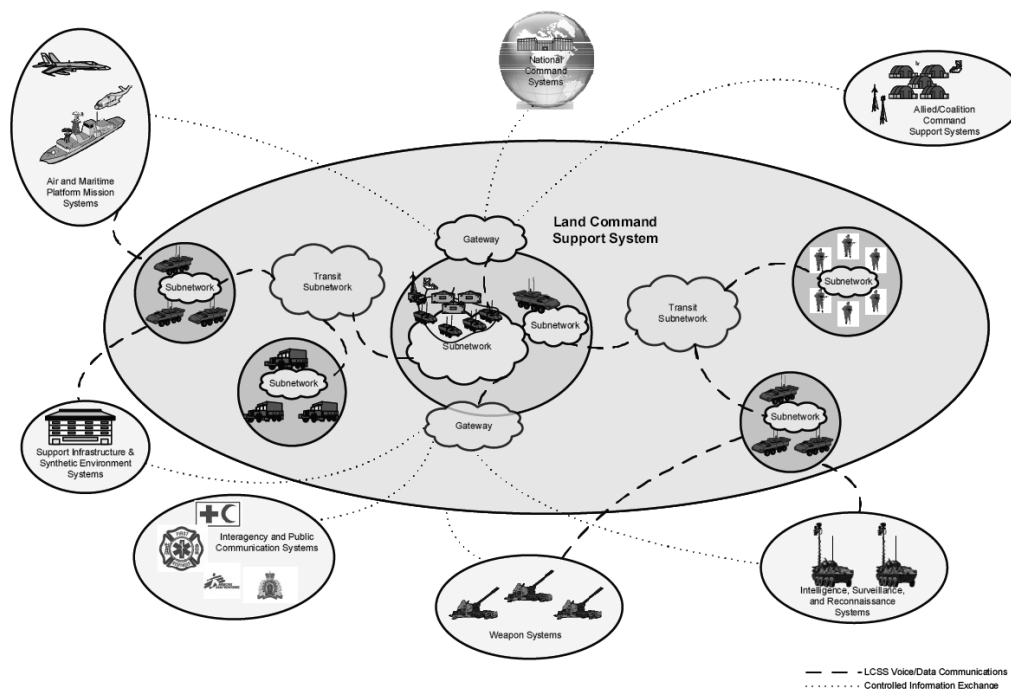 National
Command
Systems
Allied/Coalition
Command
Support Systems
Air and Maritime
Platform Mission
Systems
Land Command
Support System
Gateway
Transit
Subnetwork
Subnetwork
Subnetwork
Subnetwork
Subnetwork
Transit
Subnetwork
Subnetwork
Subnetwork
Gateway
Support Infrastructure &
Synthetic Environment
Systems
Interagency and Public
Communication Systems
FIRST
Weapon Systems
Intelligence, Surveillance,
and Reconnaissance
Systems
LCSS Voice/Data Communications
Controlled Information Exchange